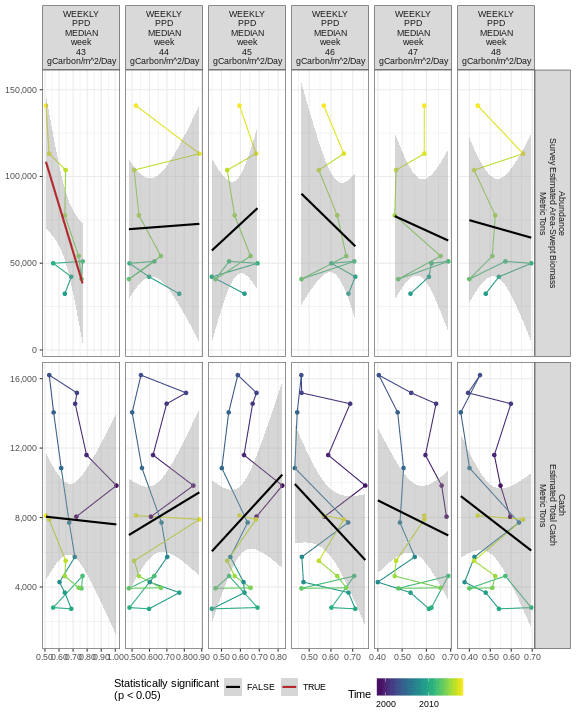 WEEKLY
PPD
MEDIAN
week
43
gCarbon/m^2/Day
WEEKLY
PPD
MEDIAN
week
44
gCarbon/m^2/Day
WEEKLY
PPD
MEDIAN
week
45
gCarbon/m^2/Day
WEEKLY
PPD
MEDIAN
week
46
gCarbon/m^2/Day
WEEKLY
PPD
MEDIAN
week
47
gCarbon/m^2/Day
WEEKLY
PPD
MEDIAN
week
48
gCarbon/m^2/Day
150,000
100,000
50,000
0
Abundance
Survey Estimated Area-Swept Biomass
Metric Tons
16,000
12,000
8,000
4,000
Catch
Estimated Total Catch
Metric Tons
0.50 0.60 0.70 0.80 0.90 1.00
0.50 0.60 0.70 0.80 0.90
0.50 0.60 0.70 0.80
0.50 0.60 0.70
0.40 0.50 0.60 0.70
0.40 0.50 0.60 0.70
Statistically significant
(p < 0.05)
FALSE
TRUE
Time
2000
2010